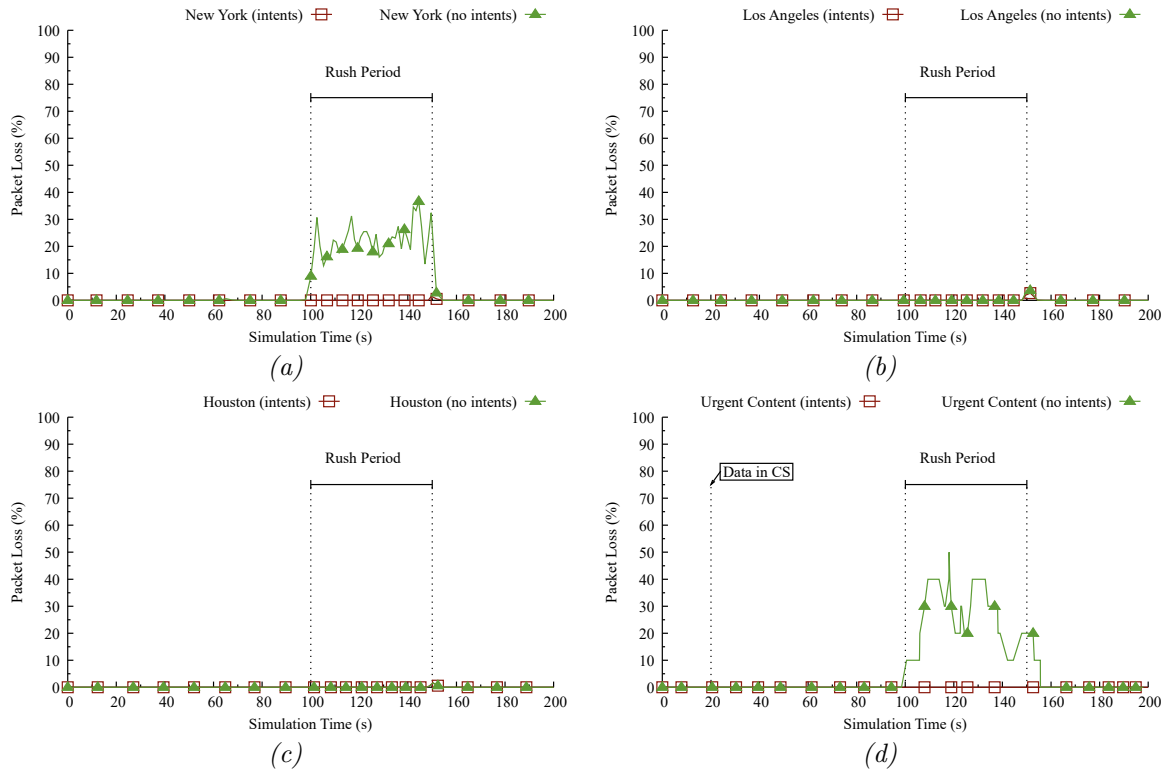 New York (intents) New York (no intents)
100
90
80
70
60
50
40
30
20
10
0
Packet Loss (%)
Rush Period
0 20 40 60 80 100 120 140 160 180 200
Simulation Time (s)
(a)
Los Angeles (intents) Los Angeles (no intents)
100
90
80
70
60
50
40
30
20
10
0
Packet Loss (%)
Rush Period
0 20 40 60 80 100 120 140 160 180 200
Simulation Time (s)
(b)
Houston (intents) Houston (no intents)
100
90
80
70
60
50
40
30
20
10
0
Packet Loss (%)
Rush Period
0 20 40 60 80 100 120 140 160 180 200
Simulation Time (s)
(c)
Urgent Content (intents) Urgent Content (no intents)
100
90
80
70
60
50
40
30
20
10
0
Packet Loss (%)
Rush Period
Data in CS
0 20 40 60 80 100 120 140 160 180 200
Simulation Time (s)
(d)